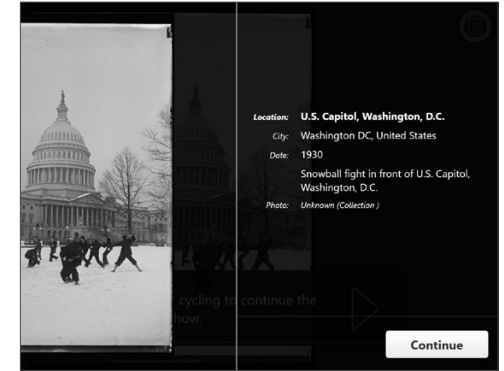 Location: U.S. Capitol, Washington, D.C.
City: Washington DC, United States
Date: 1930
Snowball fight in front of U.S. Capitol,
Washington, D.C.
Photo: Unknown (Collection )
cycling to continue the
how.
Continue